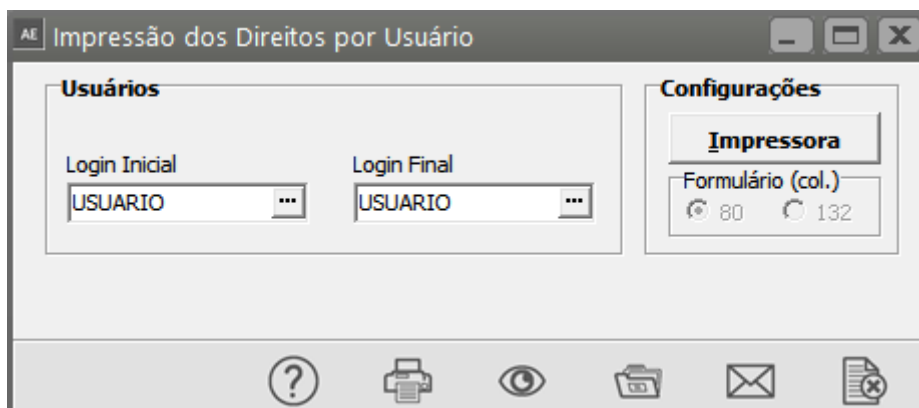 AE Impressão dos Direitos por Usuário
Usuários
Login Inicial
USUARIO ...
Login Final
USUARIO ...
Configurações
Impressora
Formulário (col.)
80 132
?